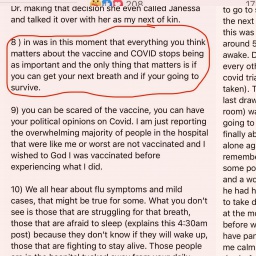 208
17
Dr. making that decision she even called Janessa
and talked it over with her as my next of kin.
8 ) in was in this moment that everything you think
matters about the vaccine and COVID stops being
as important and the only thing that matters is if
you can get your next breath and if your going to
survive.
9) you can be scared of the vaccine, you can have
your political opinions on Covid. I am just reporting
the overwhelming majority of people in the hospital
that were like me or worst are not vaccinated and I
wished to God I was vaccinated before
experiencing what I did.
10) We all hear about flu symptoms and mild
cases, that might be true for some. What you don't
see is those that are struggling for that breath,
those that are afraid to sleep (explains this 4:30am
post) because they don't know if they will wake up,
those that are fighting to stay alive. Those people
to go to
the next
this was
around 5
awake. D
every oth
covid tria
taken). T
last draw
room) wa
going to
finally ab
alone ag
remembe
some po
and a wo
he had h
to take d
at the mo
before w
have par
me calm